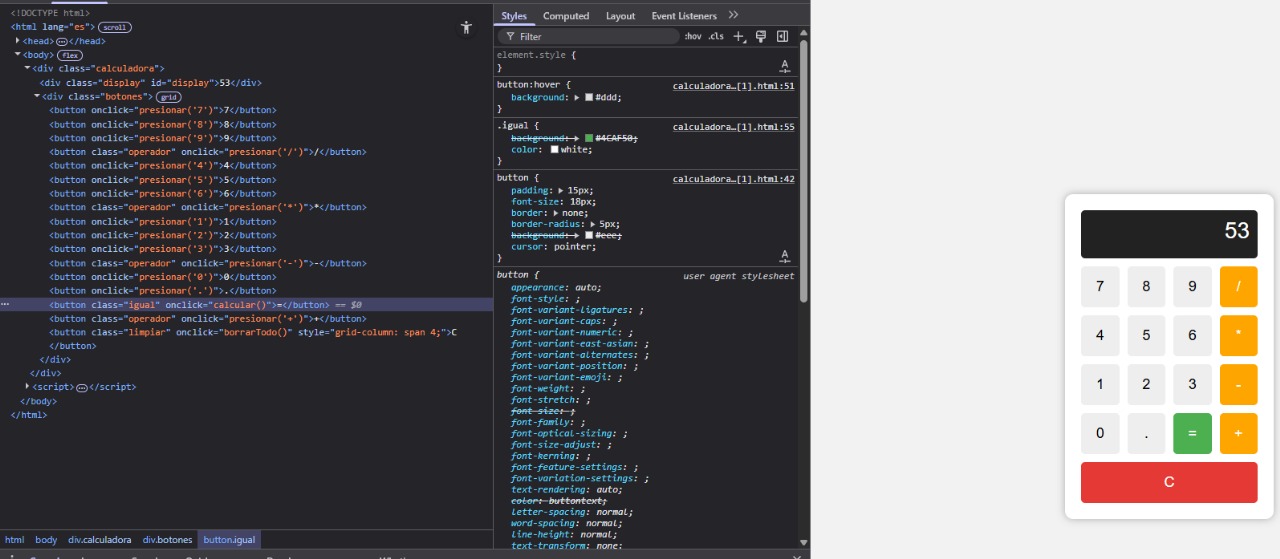 <!DOCTYPE html>
<html lang="es"> scroll
<head>…</head>
<body> flex
<div class="calculadora">
<div class="display" id="display">53</div>
<div class="botones"> grid
<button onclick="presionar('7')">7</button>
<button onclick="presionar('8')">8</button>
<button onclick="presionar('9')">9</button>
<button class="operador" onclick="presionar('/')">/</button>
<button onclick="presionar('4')">4</button>
<button onclick="presionar('5')">5</button>
<button onclick="presionar('6')">6</button>
<button class="operador" onclick="presionar('*')">*</button>
<button onclick="presionar('1')">1</button>
<button onclick="presionar('2')">2</button>
<button onclick="presionar('3')">3</button>
<button class="operador" onclick="presionar('-')">-</button>
<button onclick="presionar('0')">0</button>
<button onclick="presionar('.')">.</button>
<button class="igual" onclick="calcular()">=</button> == $0
<button class="operador" onclick="presionar('+')">+</button>
<button class="limpiar" onclick="borrarTodo()" style="grid-column: span 4;">C
</button>
</div>
</div>
<script>…</script>
</body>
</html>
html body div.calculadora div.botones button.igual
Styles Computed Layout Event Listeners
Filter :hov .cls
element.style {
}
button:hover { calculadora…[1].html:51
background: #ddd;
}
.igual { calculadora…[1].html:55
background: #4CAF50;
color: white;
}
button { calculadora…[1].html:42
padding: 15px;
font-size: 18px;
border: none;
border-radius: 5px;
background: #eee;
cursor: pointer;
}
button { user agent stylesheet
appearance: auto;
font-style: ;
font-variant-ligatures: ;
font-variant-caps: ;
font-variant-numeric: ;
font-variant-east-asian: ;
font-variant-alternates: ;
font-variant-position: ;
font-variant-emoji: ;
font-weight: ;
font-stretch: ;
font-size: ;
font-family: ;
font-optical-sizing: ;
font-size-adjust: ;
font-kerning: ;
font-feature-settings: ;
font-variation-settings: ;
text-rendering: auto;
color: buttontext;
letter-spacing: normal;
word-spacing: normal;
line-height: normal;
text-transform: none;
53
7 8 9 /
4 5 6 *
1 2 3 -
0 . = +
C